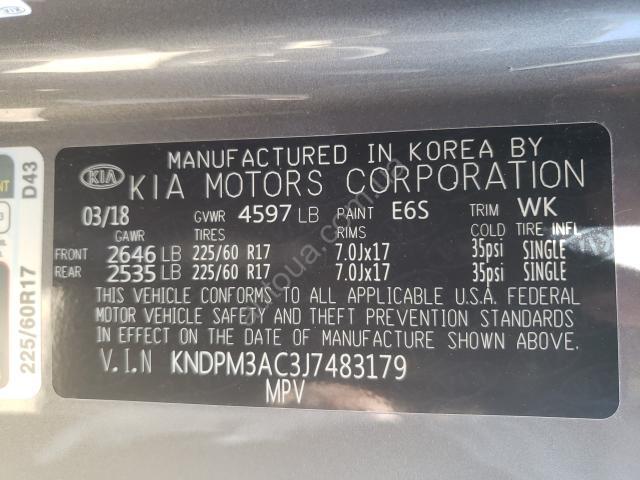 MANUFACTURED IN KOREA BY
KIA KIA MOTORS CORPORATION
03/18 GVWR 4597 LB PAINT E6S TRIM WK
GAWR TIRES RIMS COLD TIRE INFL
FRONT 2646 LB 225/60 R17 7.0Jx17 35psi SINGLE
REAR 2535 LB 225/60 R17 7.0Jx17 35psi SINGLE
THIS VEHICLE CONFORMS TO ALL APPLICABLE U.S.A. FEDERAL
MOTOR VEHICLE SAFETY AND THEFT PREVENTION STANDARDS
IN EFFECT ON THE DATE OF MANUFACTURE SHOWN ABOVE
V.I.N KNDPM3AC3J7483179
MPV
D43
225/60R17